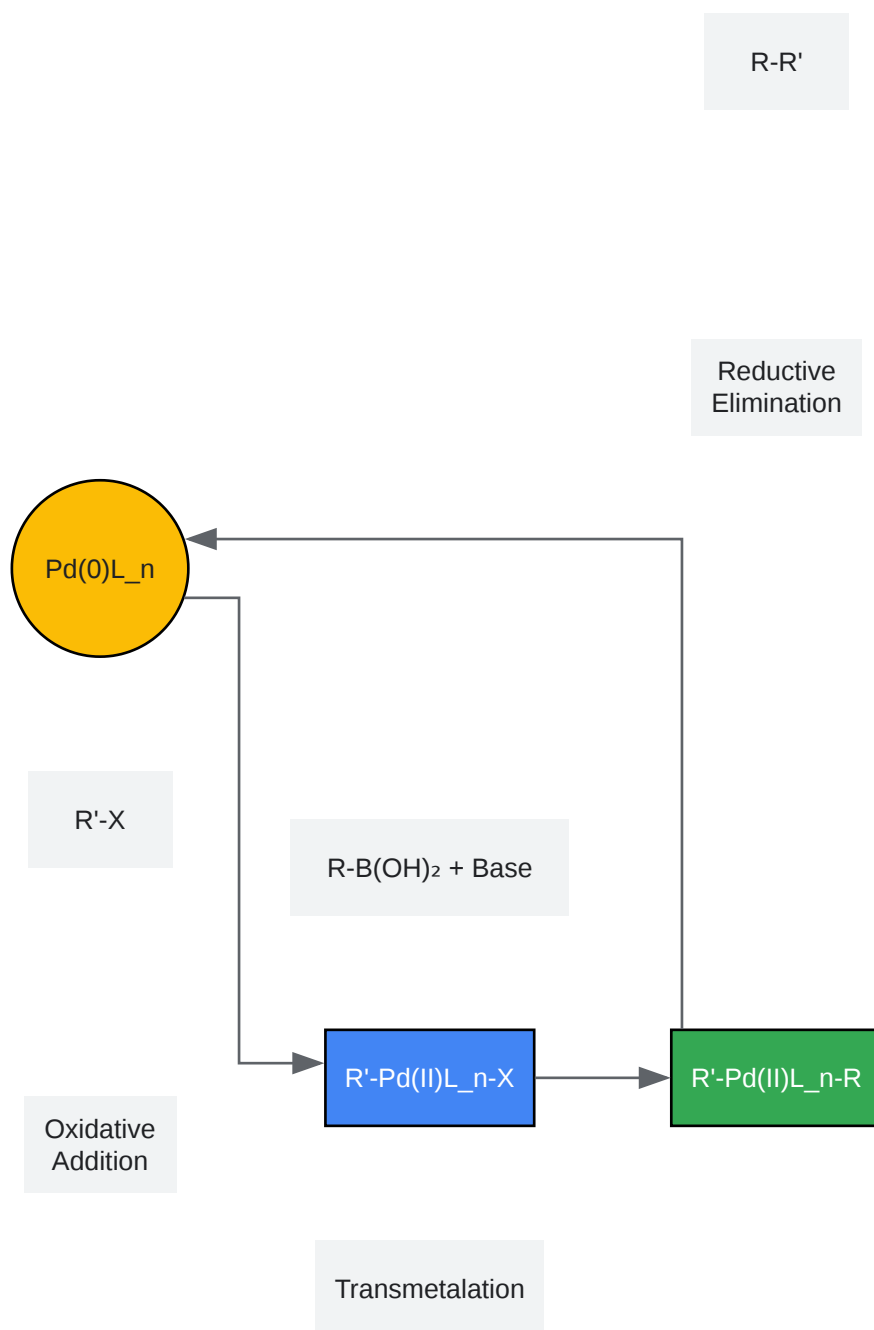 R-R'
Reductive
Elimination
Pd(0)L_n
R'-X
R-B(OH)₂ + Base
R'-Pd(II)L_n-X
R'-Pd(II)L_n-R
Oxidative
Addition
Transmetalation